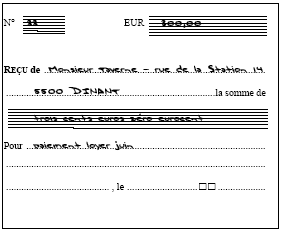 N° 33 EUR 300,00
REÇU de Monsieur Taverne – rue de la Station 14
5500 DINANT la somme de
trois cents euros zéro eurocent
Pour paiement loyer juin
, le